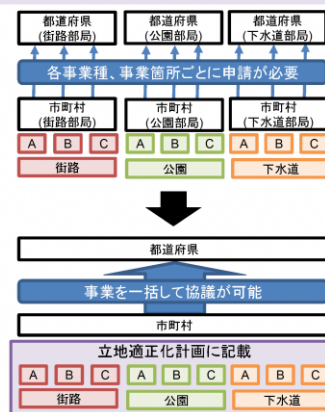 都道府県 都道府県 都道府県
(街路部局) (公園部局) (下水道部局)
各事業種、事業箇所ごとに申請が必要
市町村 市町村 市町村
(街路部局) (公園部局) (下水道部局)
A B C A B C A B C
街路 公園 下水道
都道府県
事業を一括して協議が可能
市町村
立地適正化計画に記載
A B C A B C A B C
街路 公園 下水道